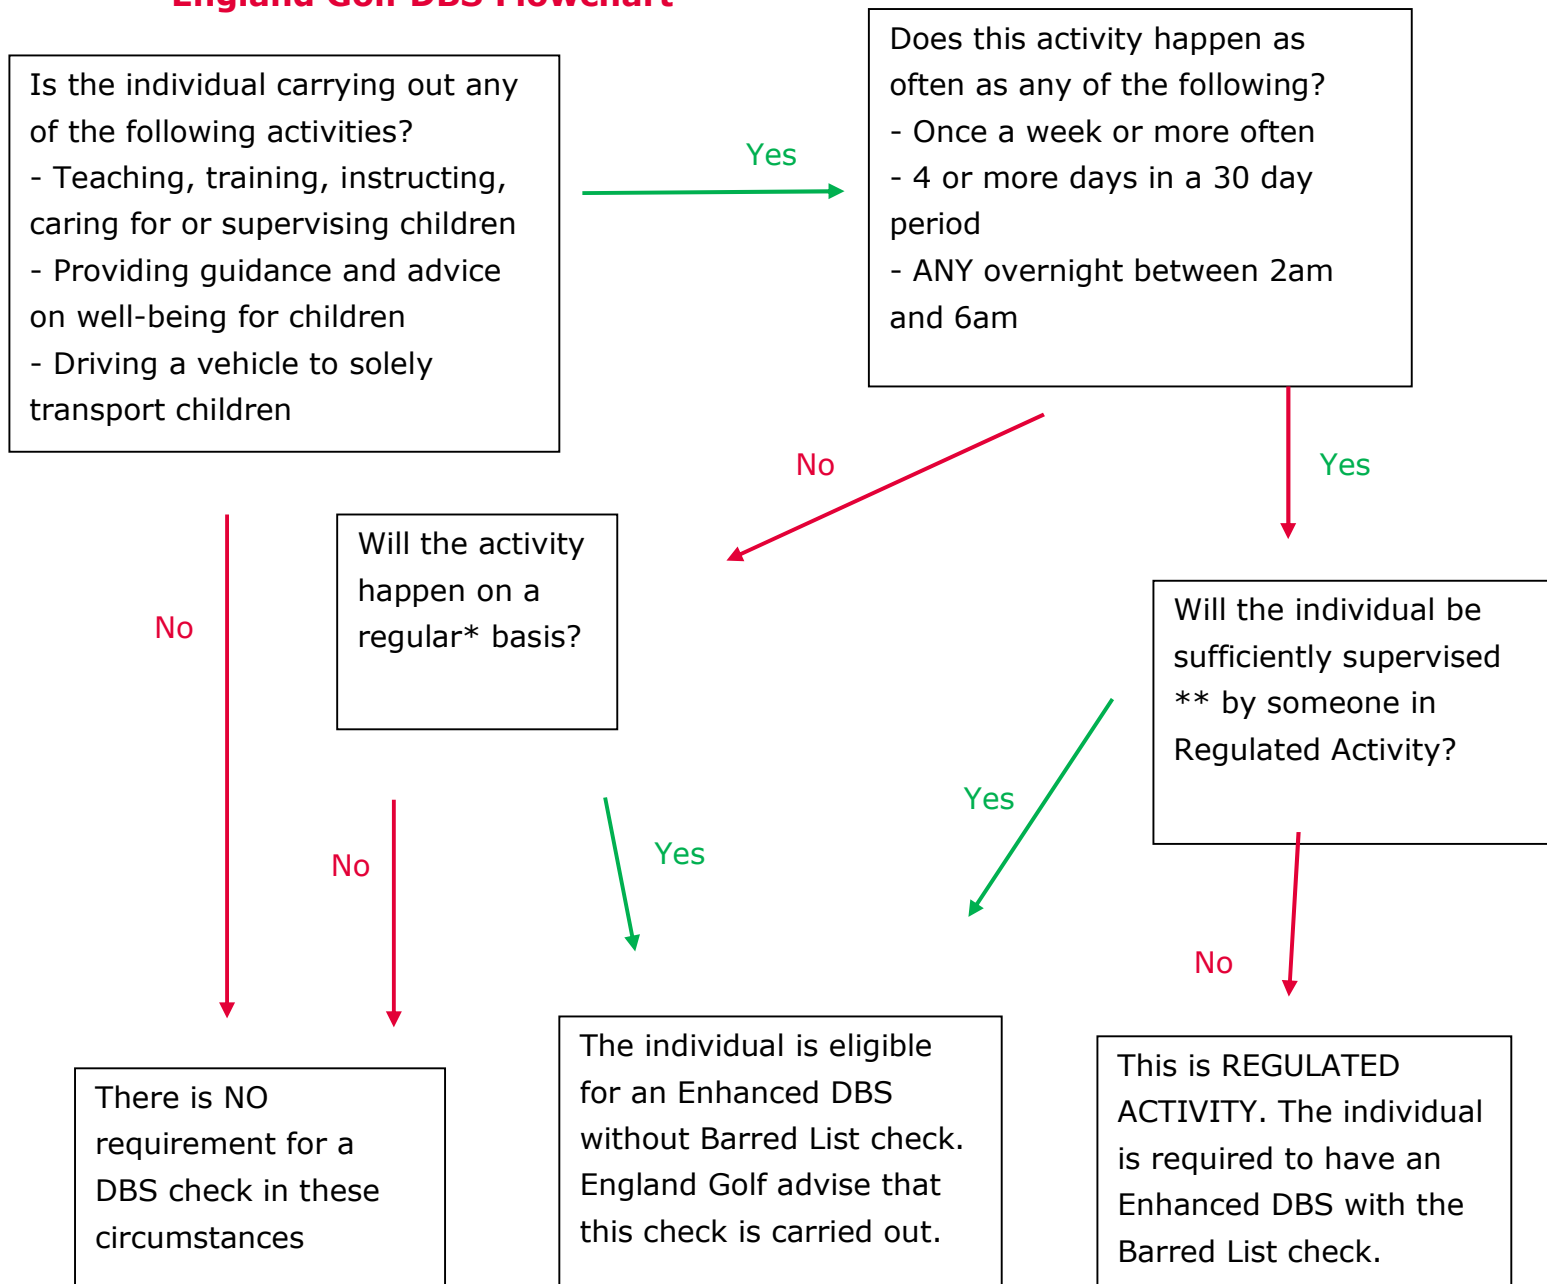 England Golf DBS Flowchart
Is the individual carrying out any
of the following activities?
- Teaching, training, instructing,
caring for or supervising children
- Providing guidance and advice
on well-being for children
- Driving a vehicle to solely
transport children
Yes
Does this activity happen as
often as any of the following?
- Once a week or more often
- 4 or more days in a 30 day
period
- ANY overnight between 2am
and 6am
No
Yes
No
Will the activity
happen on a
regular* basis?
Will the individual be
sufficiently supervised
** by someone in
Regulated Activity?
No
Yes
Yes
No
There is NO
requirement for a
DBS check in these
circumstances
The individual is eligible
for an Enhanced DBS
without Barred List check.
England Golf advise that
this check is carried out.
This is REGULATED
ACTIVITY. The individual
is required to have an
Enhanced DBS with the
Barred List check.